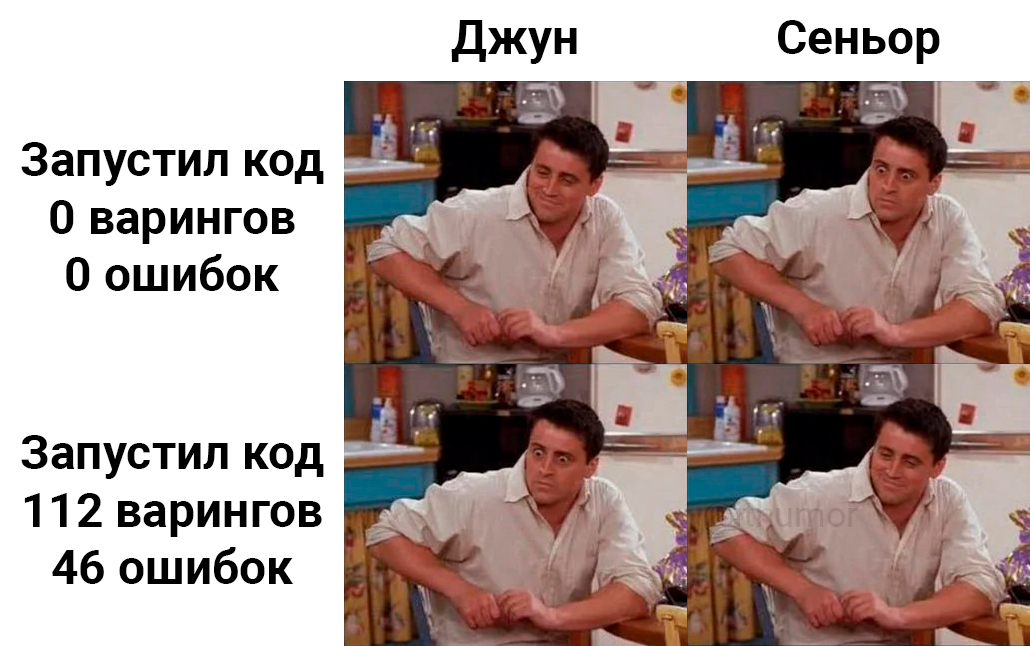 Джун
Сеньор
Запустил код
0 варингов
0 ошибок
Запустил код
112 варингов
46 ошибок